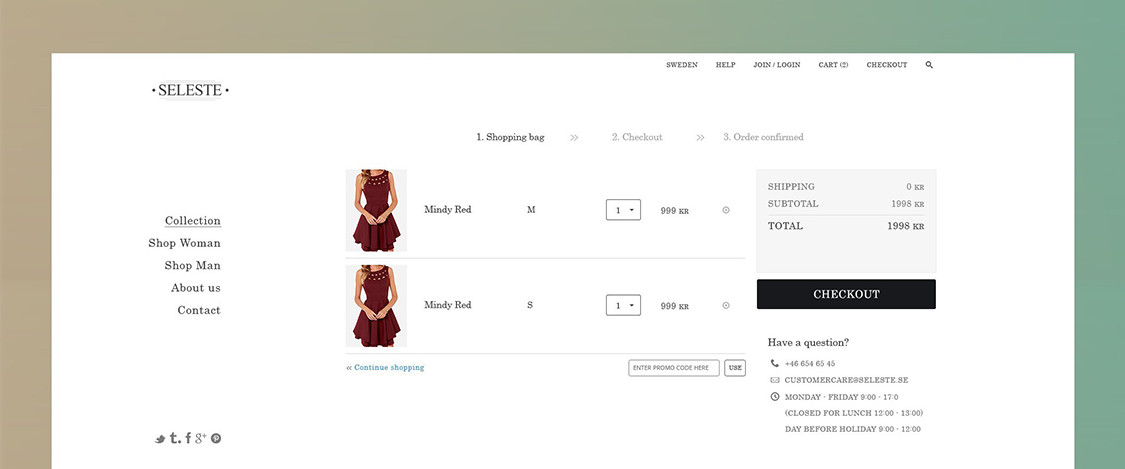 SWEDEN HELP JOIN / LOGIN CART (2) CHECKOUT
• SELESTE •
1. Shopping bag >> 2. Checkout >> 3. Order confirmed
Collection
Shop Woman
Shop Man
About us
Contact
Mindy Red M 1 999 KR
Mindy Red S 1 999 KR
« Continue shopping
ENTER PROMO CODE HERE USE
SHIPPING 0 KR
SUBTOTAL 1998 KR
TOTAL 1998 KR
CHECKOUT
Have a question?
+46 654 65 45
CUSTOMERCARE@SELESTE.SE
MONDAY - FRIDAY 9:00 - 17:0
(CLOSED FOR LUNCH 12:00 - 13:00)
DAY BEFORE HOLIDAY 9:00 - 12:00
t. f g+